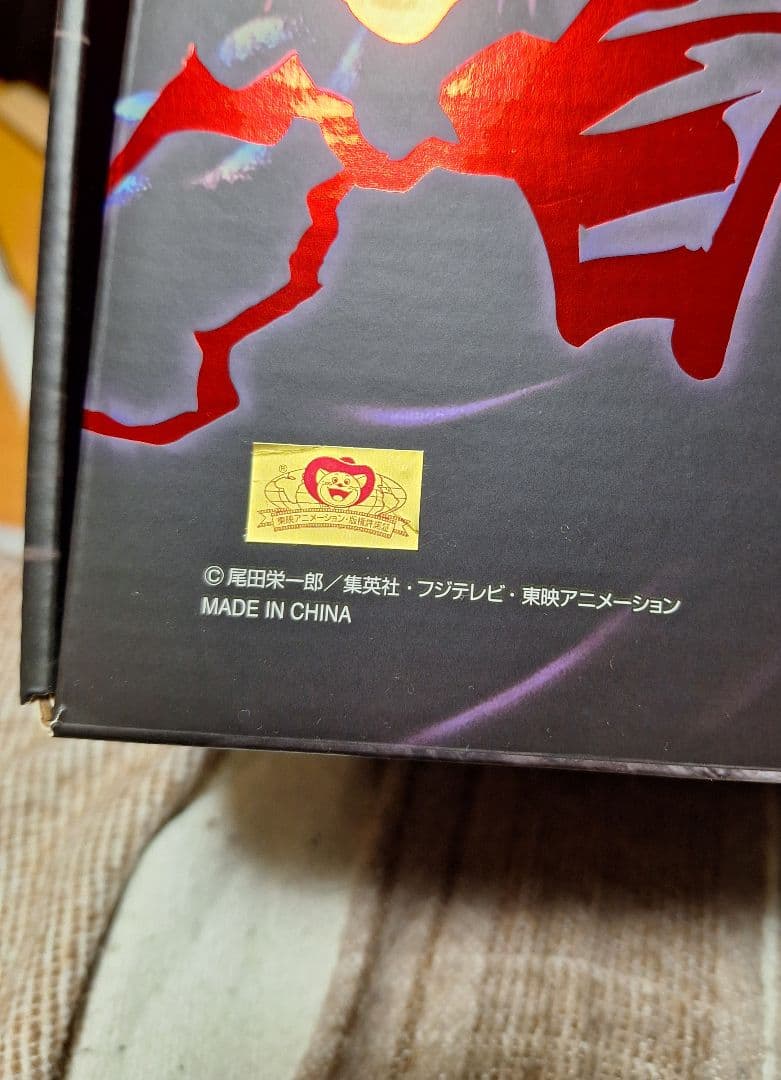 ®
東映アニメーション・版権許諾証
© 尾田栄一郎／集英社・フジテレビ・東映アニメーション
MADE IN CHINA